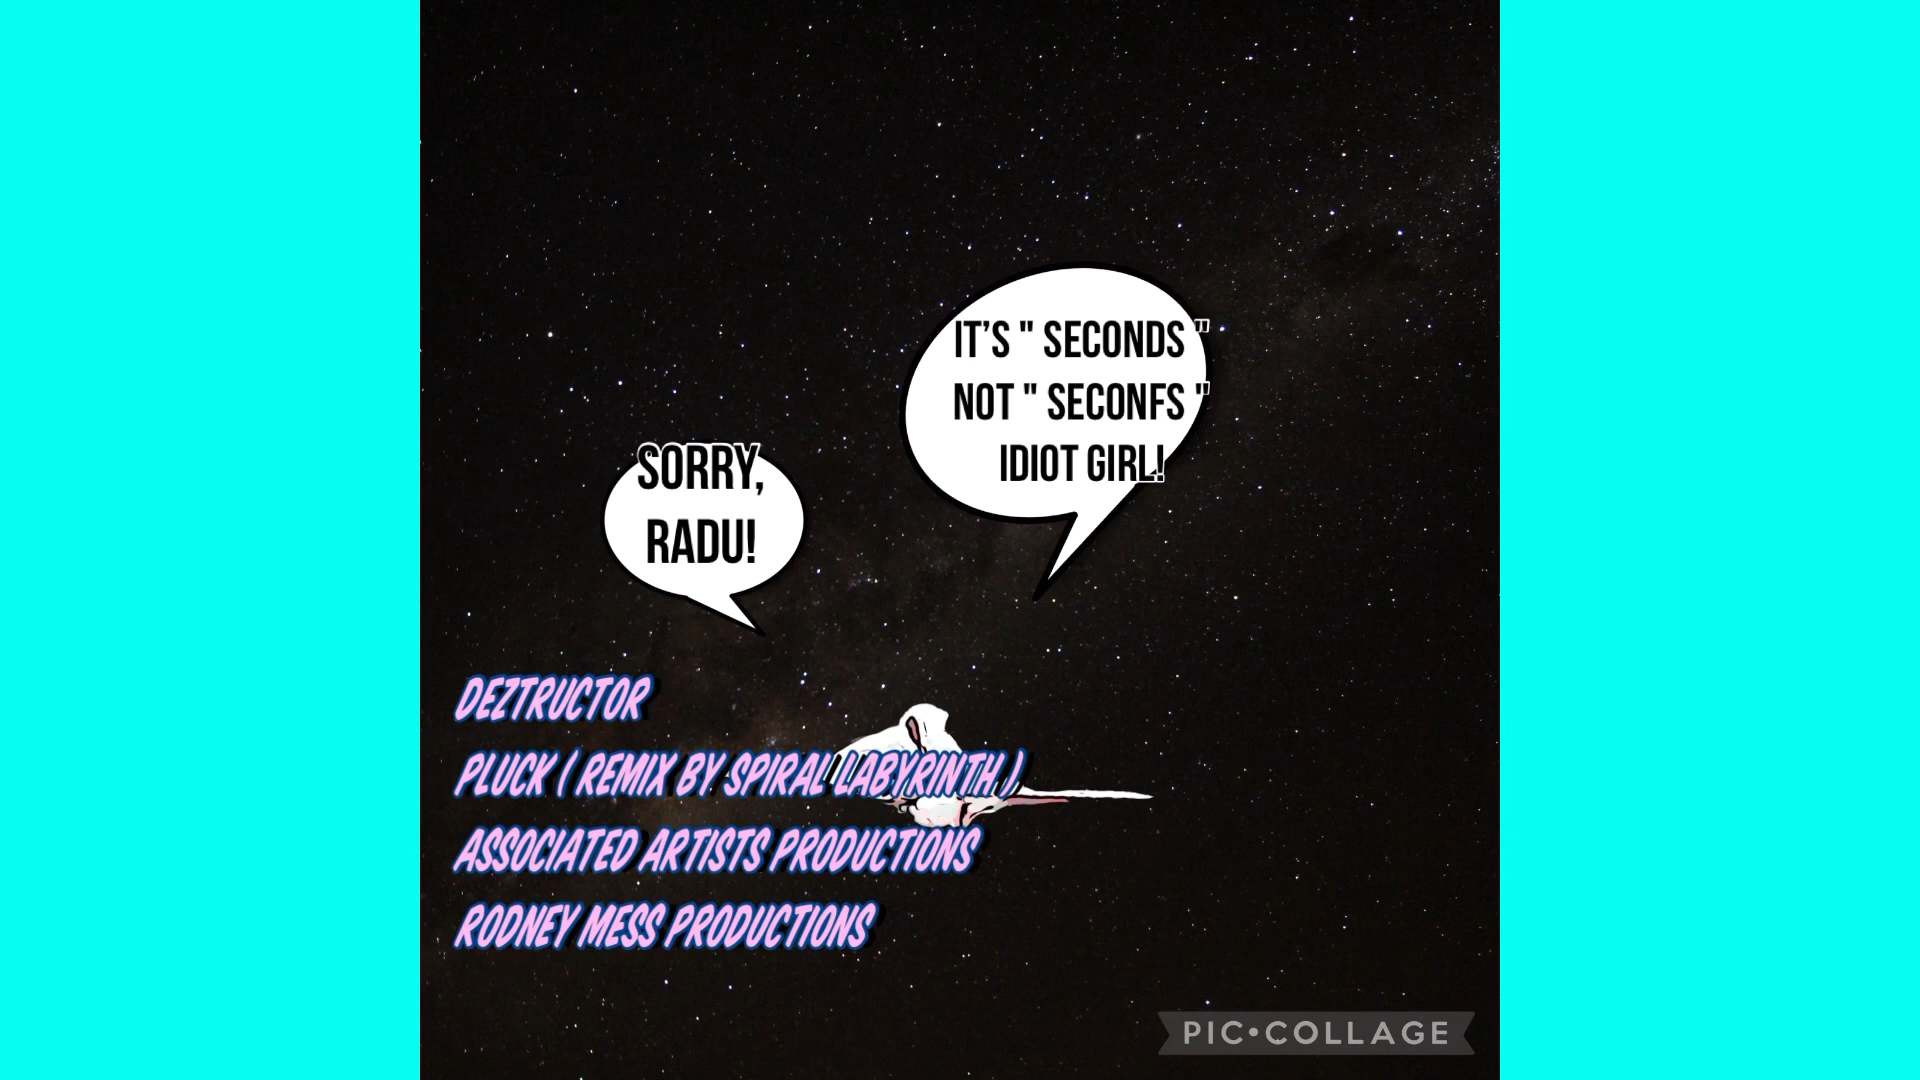 IT’S " SECONDS "
NOT " SECONFS "
IDIOT GIRL!
SORRY,
RADU!
DEZTRUCTOR
PLUCK ( REMIX BY SPIRAL LABYRINTH )
ASSOCIATED ARTISTS PRODUCTIONS
RODNEY MESS PRODUCTIONS
PIC•COLLAGE